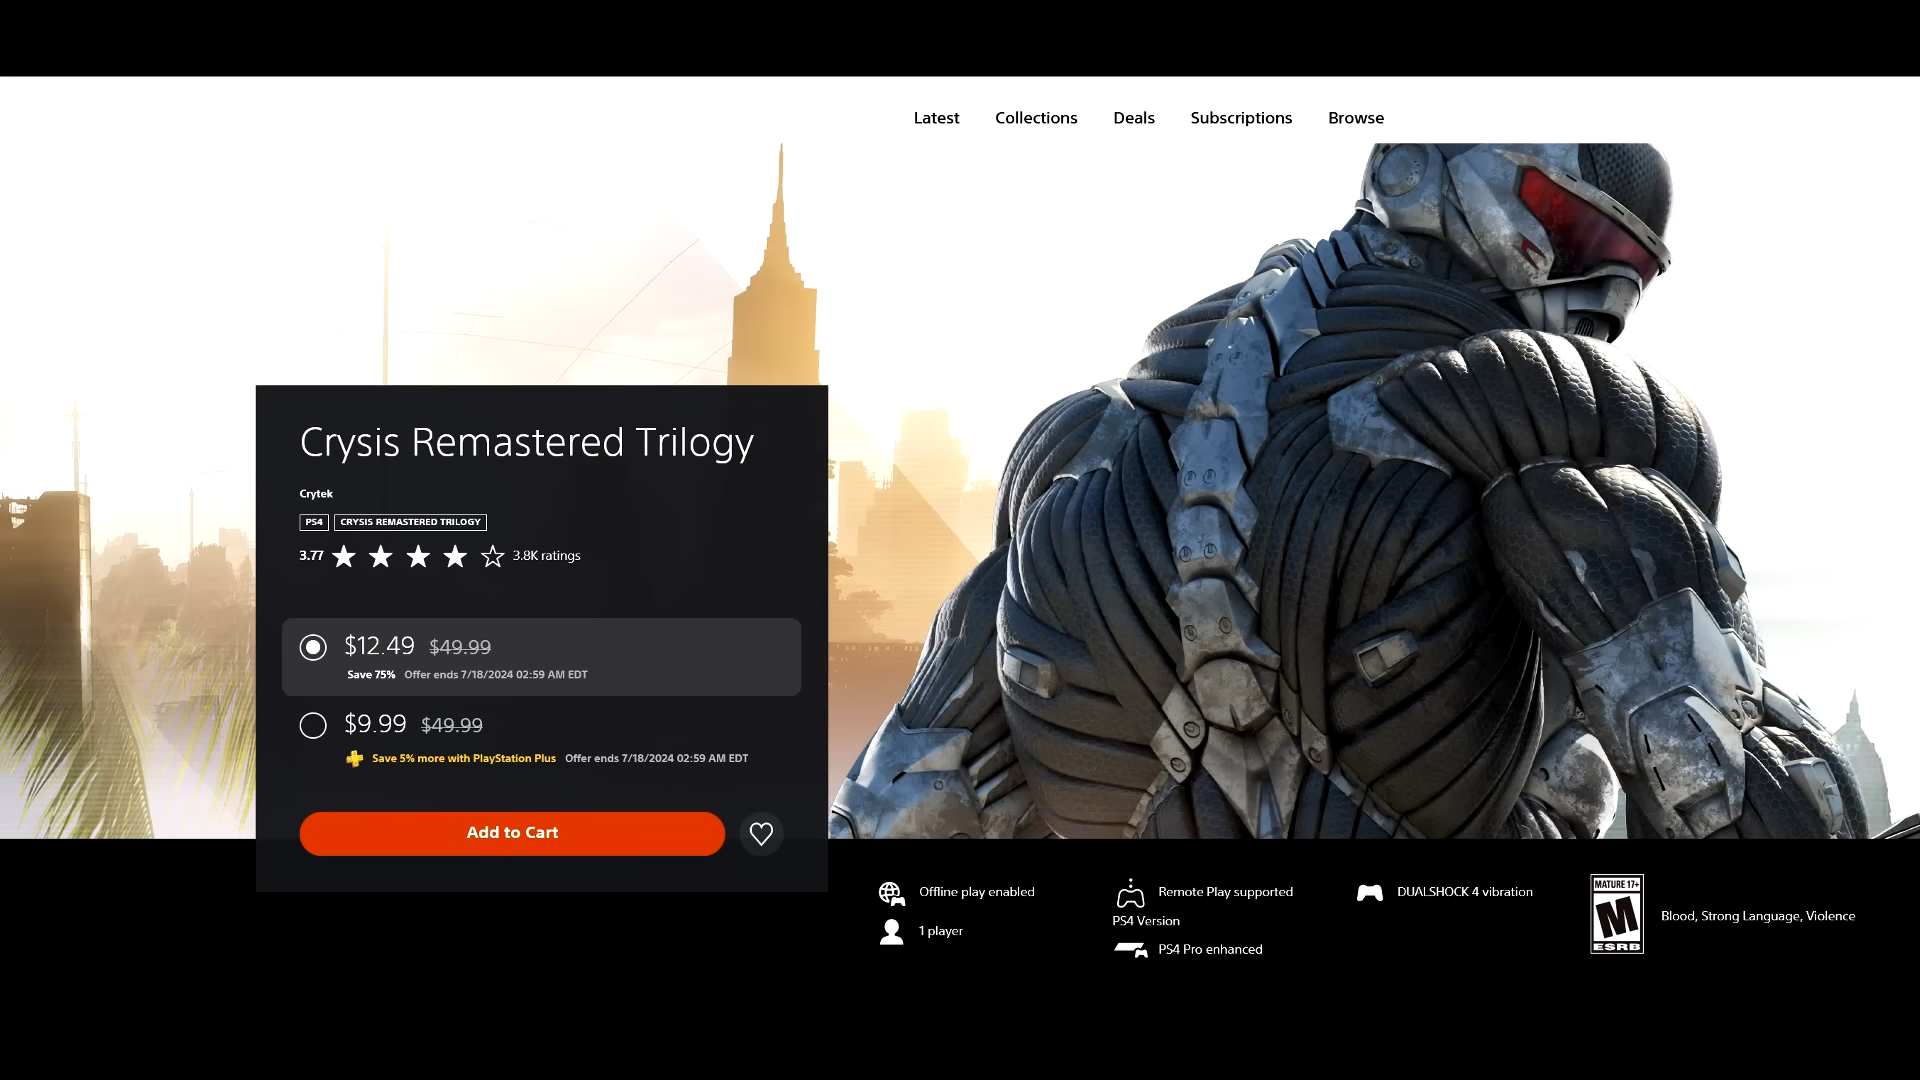 Latest Collections Deals Subscriptions Browse
Crysis Remastered Trilogy
Crytek
PS4 CRYSIS REMASTERED TRILOGY
3.77 3.8K ratings
$12.49 $49.99
Save 75% Offer ends 7/18/2024 02:59 AM EDT
$9.99 $49.99
Save 5% more with PlayStation Plus Offer ends 7/18/2024 02:59 AM EDT
Add to Cart
Offline play enabled
1 player
Remote Play supported
PS4 Version
PS4 Pro enhanced
DUALSHOCK 4 vibration
MATURE 17+
M
ESRB
Blood, Strong Language, Violence